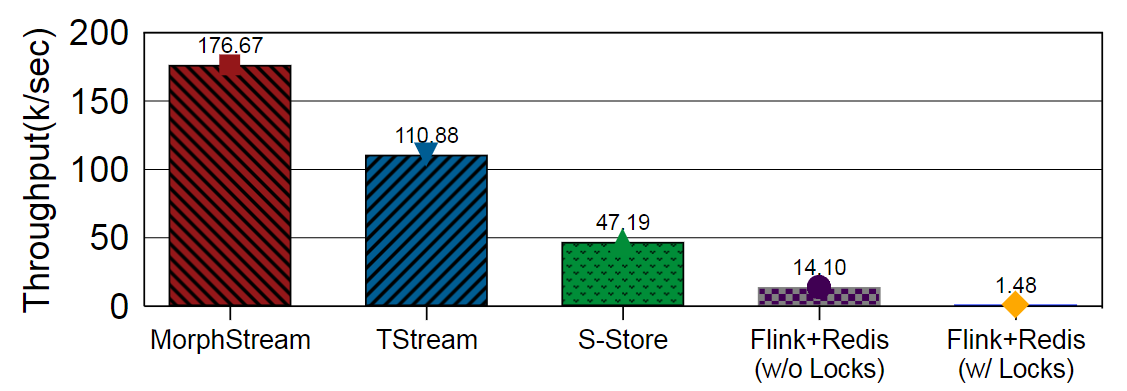 Throughput(k/sec)
200
150
100
50
0
176.67
110.88
47.19
14.10
1.48
MorphStream
TStream
S-Store
Flink+Redis
(w/o Locks)
Flink+Redis
(w/ Locks)